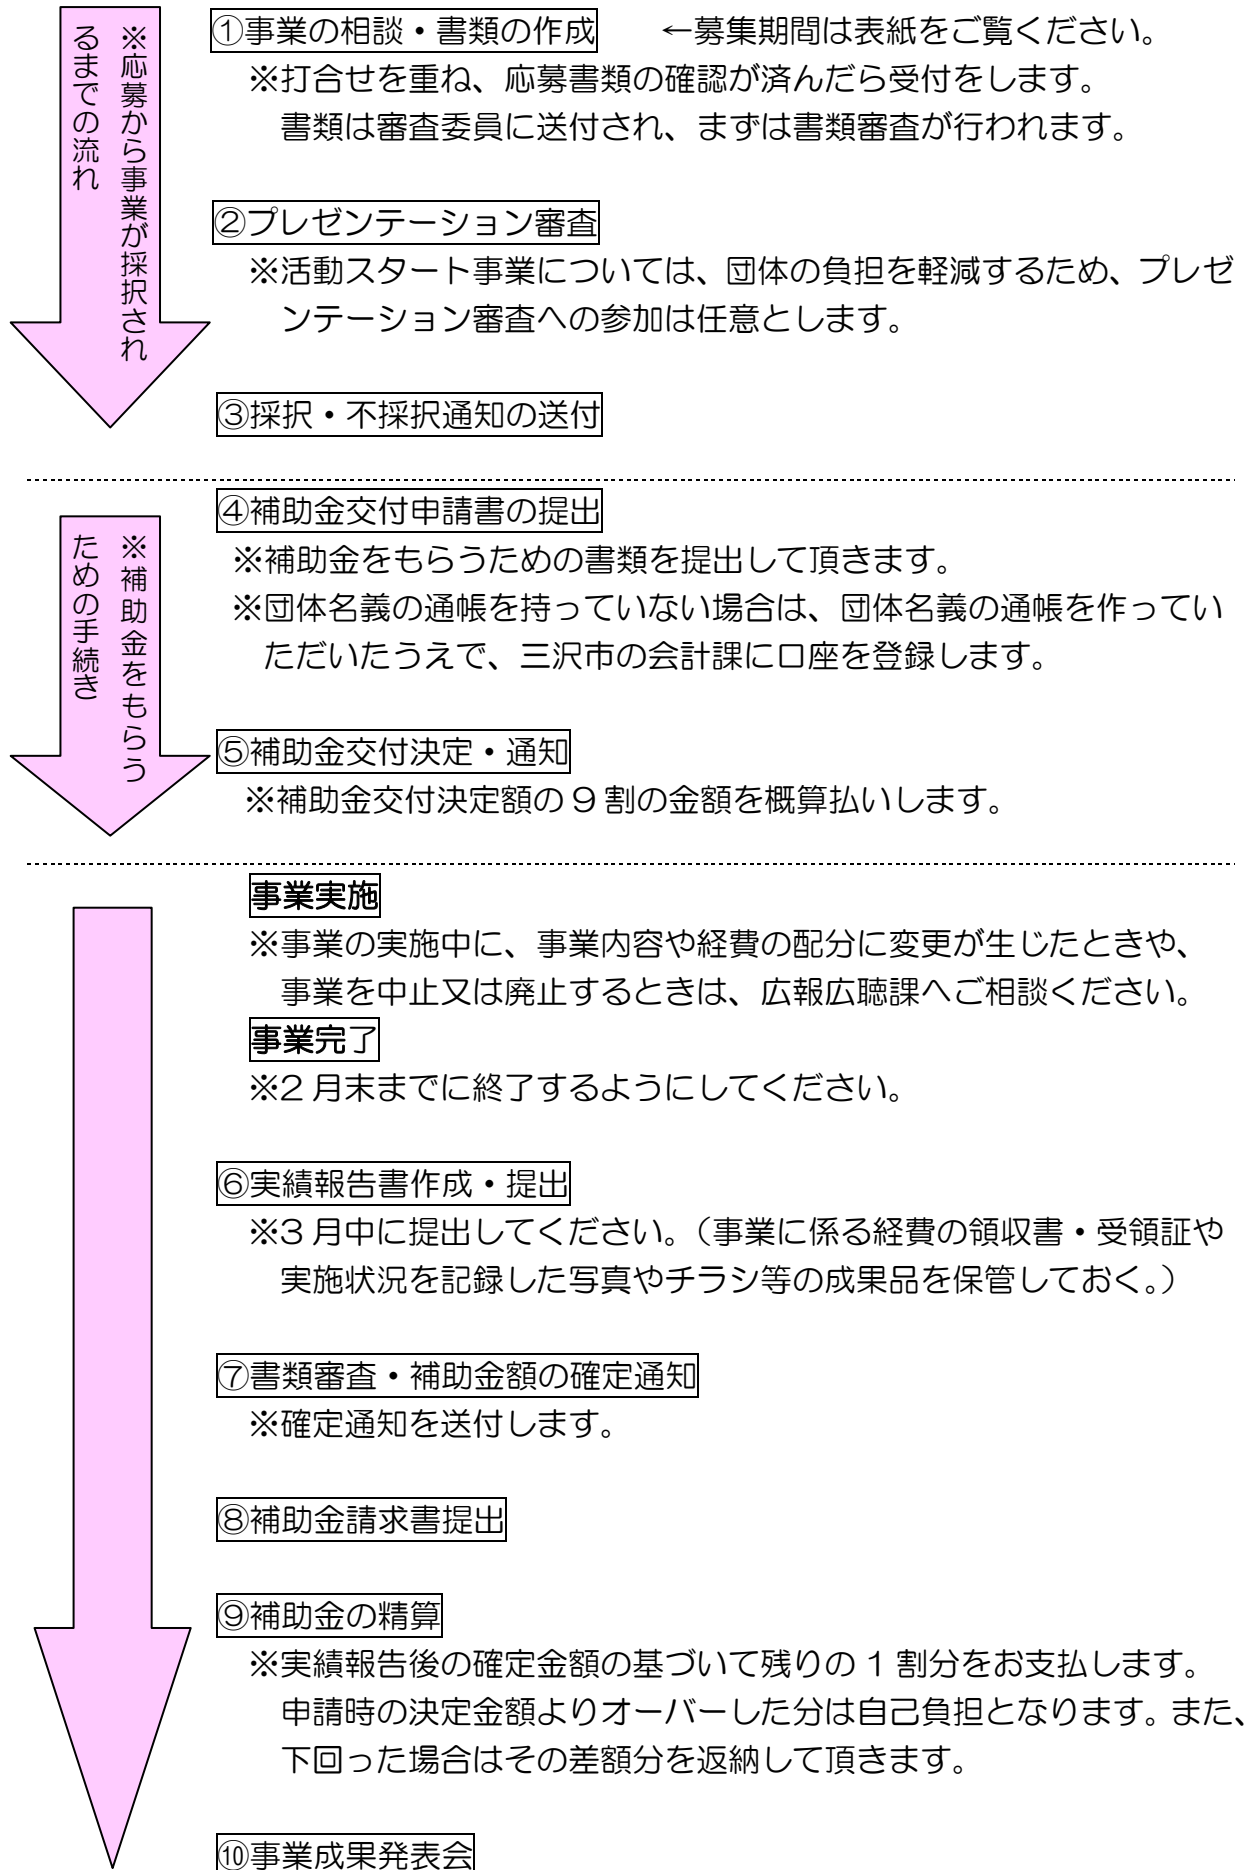 ※応募から事業が採択され
るまでの流れ
①事業の相談・書類の作成　　←募集期間は表紙をご覧ください。
※打合せを重ね、応募書類の確認が済んだら受付をします。
書類は審査委員に送付され、まずは書類審査が行われます。
②プレゼンテーション審査
※活動スタート事業については、団体の負担を軽減するため、プレゼ
ンテーション審査への参加は任意とします。
③採択・不採択通知の送付
※補助金をもらう
ための手続き
④補助金交付申請書の提出
※補助金をもらうための書類を提出して頂きます。
※団体名義の通帳を持っていない場合は、団体名義の通帳を作ってい
ただいたうえで、三沢市の会計課に口座を登録します。
⑤補助金交付決定・通知
※補助金交付決定額の9割の金額を概算払いします。
事業実施
※事業の実施中に、事業内容や経費の配分に変更が生じたときや、
事業を中止又は廃止するときは、広報広聴課へご相談ください。
事業完了
※2月末までに終了するようにしてください。
⑥実績報告書作成・提出
※3月中に提出してください。（事業に係る経費の領収書・受領証や
実施状況を記録した写真やチラシ等の成果品を保管しておく。）
⑦書類審査・補助金額の確定通知
※確定通知を送付します。
⑧補助金請求書提出
⑨補助金の精算
※実績報告後の確定金額の基づいて残りの1割分をお支払します。
申請時の決定金額よりオーバーした分は自己負担となります。また、
下回った場合はその差額分を返納して頂きます。
⑩事業成果発表会